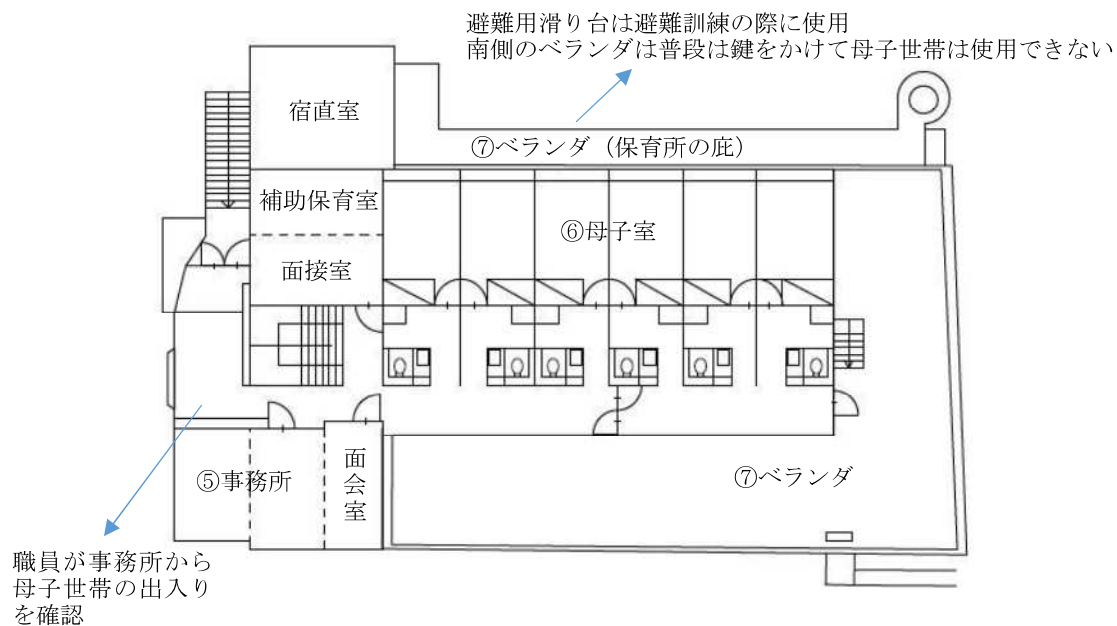 避難用滑り台は避難訓練の際に使用
南側のベランダは普段は鍵をかけて母子世帯は使用できない
宿直室
⑦ベランダ（保育所の庇）
補助保育室
⑥母子室
面接室
⑤事務所
面会室
⑦ベランダ
職員が事務所から
母子世帯の出入り
を確認